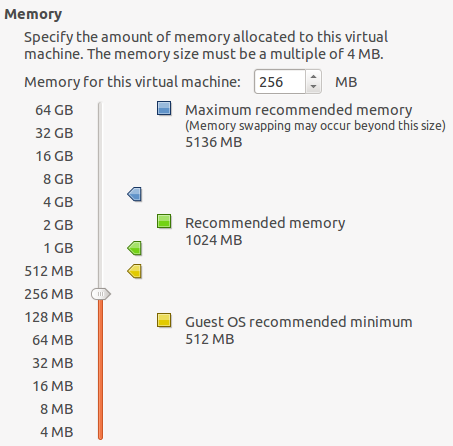 Memory
Specify the amount of memory allocated to this virtual
machine. The memory size must be a multiple of 4 MB.
Memory for this virtual machine: 256 MB
64 GB
32 GB
16 GB
8 GB
4 GB
2 GB
1 GB
512 MB
256 MB
128 MB
64 MB
32 MB
16 MB
8 MB
4 MB
Maximum recommended memory
(Memory swapping may occur beyond this size)
5136 MB
Recommended memory
1024 MB
Guest OS recommended minimum
512 MB